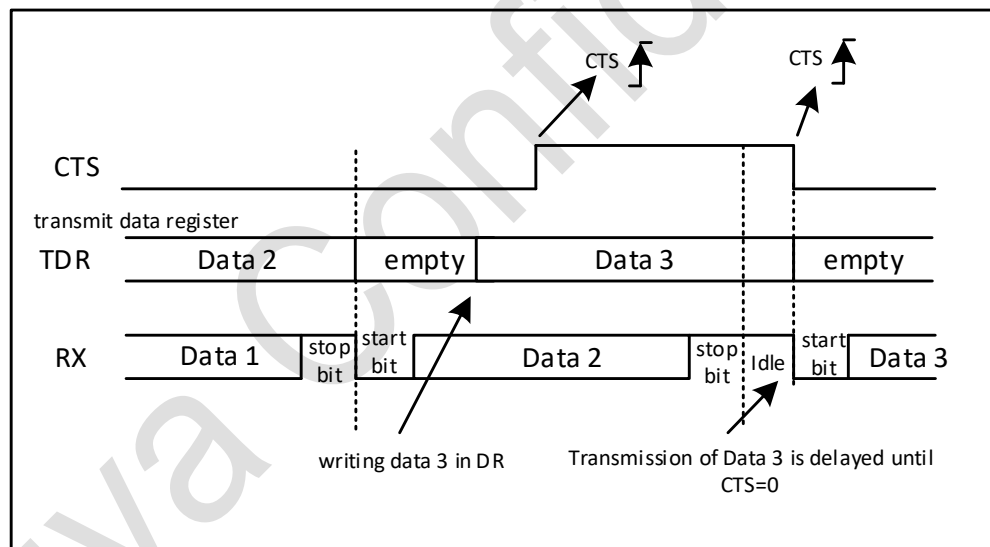 CTS
CTS
CTS
transmit data register
TDR
Data 2
empty
Data 3
empty
RX
Data 1
stop
bit
start
bit
Data 2
stop
bit
Idle
start
bit
Data 3
writing data 3 in DR
Transmission of Data 3 is delayed until
CTS=0